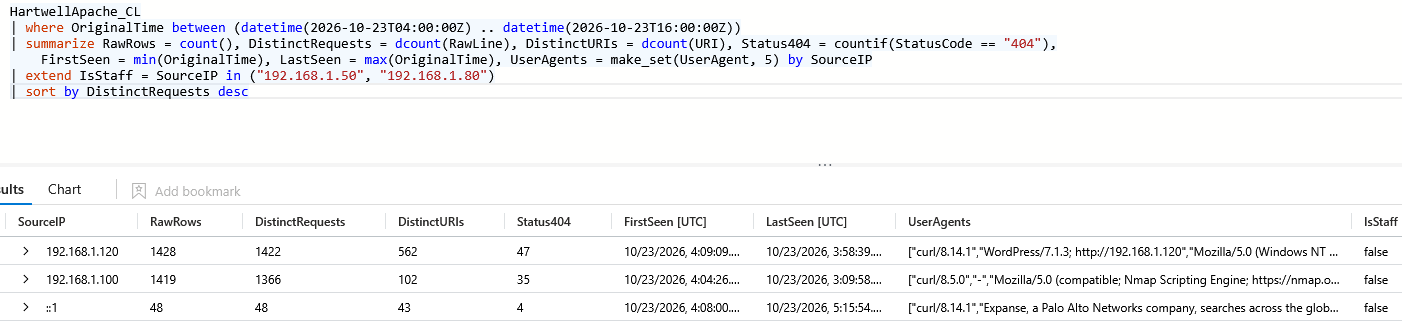 HartwellApache_CL
| where OriginalTime between (datetime(2026-10-23T04:00:00Z) .. datetime(2026-10-23T16:00:00Z))
| summarize RawRows = count(), DistinctRequests = dcount(RawLine), DistinctURIs = dcount(URI), Status404 = countif(StatusCode == "404"),
FirstSeen = min(OriginalTime), LastSeen = max(OriginalTime), UserAgents = make_set(UserAgent, 5) by SourceIP
| extend IsStaff = SourceIP in ("192.168.1.50", "192.168.1.80")
| sort by DistinctRequests desc
...
ults Chart Add bookmark
SourceIP RawRows DistinctRequests DistinctURIs Status404 FirstSeen [UTC] LastSeen [UTC] UserAgents IsStaff
192.168.1.120 1428 1422 562 47 10/23/2026, 4:09:09.... 10/23/2026, 3:58:39.... ["curl/8.14.1","WordPress/7.1.3; http://192.168.1.120","Mozilla/5.0 (Windows NT ... false
192.168.1.100 1419 1366 102 35 10/23/2026, 4:04:26.... 10/23/2026, 3:09:58.... ["curl/8.5.0","-","Mozilla/5.0 (compatible; Nmap Scripting Engine; https://nmap.o... false
::1 48 48 43 4 10/23/2026, 4:08:00.... 10/23/2026, 5:15:54.... ["curl/8.14.1","Expanse, a Palo Alto Networks company, searches across the glob... false